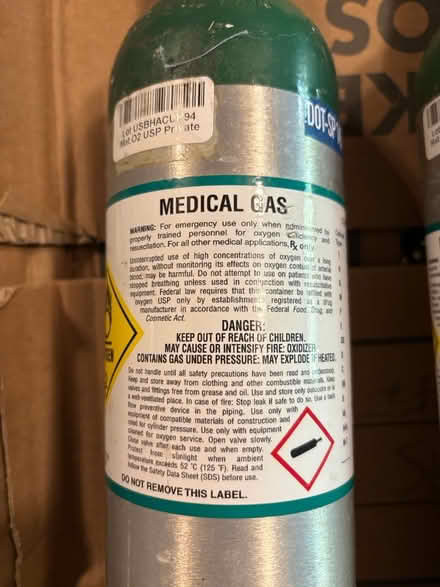 OS
KE
Lot USBHACU 94
Mat.O2 USP Private
DOT-SP
MEDICAL GAS
WARNING: For emergency use only when administered by
properly trained personnel for oxygen deficiency and
resuscitation. For all other medical applications, Rx only.
Uninterrupted use of high concentrations of oxygen over a long
duration, without monitoring its effects on oxygen content of arterial
blood, may be harmful. Do not attempt to use on patients who have
stopped breathing unless used in conjunction with resuscitative
equipment. Federal law requires that this container be refilled with
oxygen USP only by establishments registered as a drug
manufacturer in accordance with the Federal Food, Drug, and
Cosmetic Act.
DANGER:
KEEP OUT OF REACH OF CHILDREN.
MAY CAUSE OR INTENSIFY FIRE: OXIDIZER
CONTAINS GAS UNDER PRESSURE: MAY EXPLODE IF HEATED.
Do not handle until all safety precautions have been read and understood.
Keep and store away from clothing and other combustible materials. Keep
valves and fittings free from grease and oil. Use and store only outdoors or in
a well-ventilated place. In case of fire: Stop leak if safe to do so. Use a back
flow preventive device in the piping. Use only with
equipment of compatible materials of construction and
rated for cylinder pressure. Use only with equipment
cleaned for oxygen service. Open valve slowly.
Close valve after each use and when empty.
Protect from sunlight when ambient
temperature exceeds 52 °C (125 °F). Read and
follow the Safety Data Sheet (SDS) before use.
DO NOT REMOVE THIS LABEL.